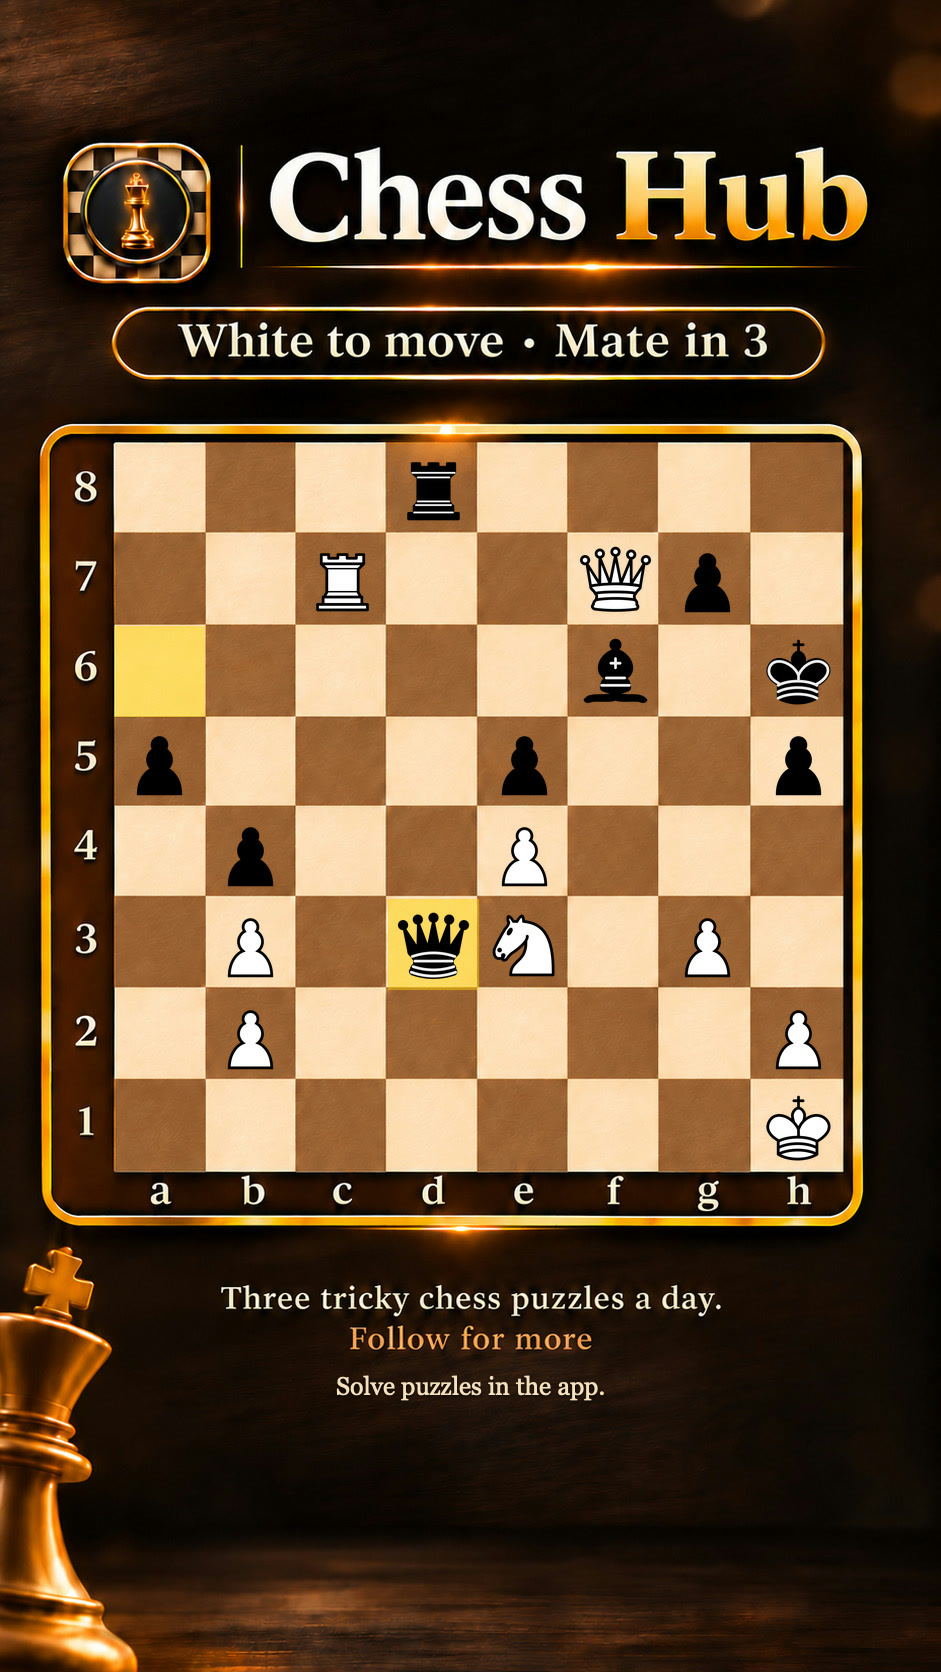 Chess Hub
White to move • Mate in 3
8
7
6
5
4
3
2
1
a b c d e f g h
Three tricky chess puzzles a day.
Follow for more
Solve puzzles in the app.